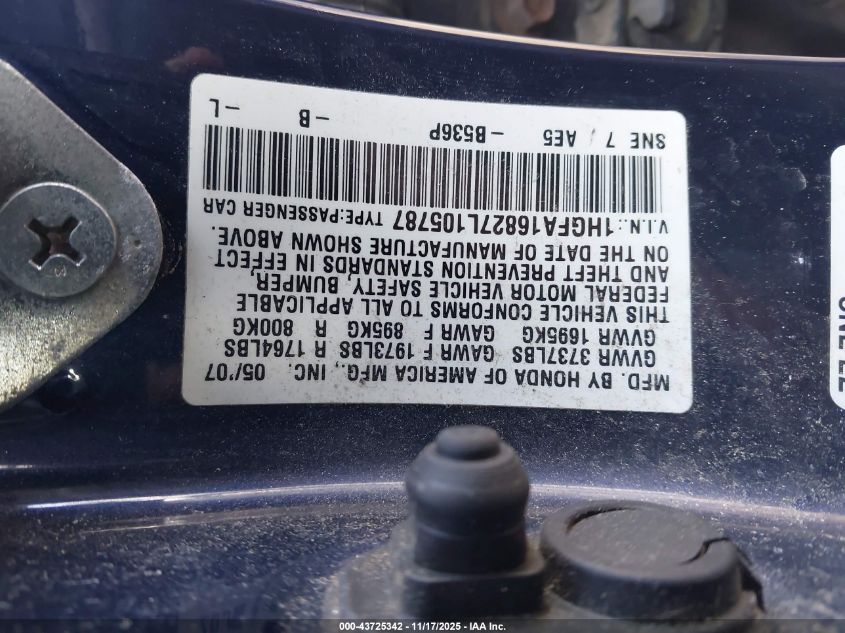 MFD. BY HONDA OF AMERICA MFG., INC. 05/'07
GVWR 3737LBS GAWR F 1973LBS R 1764LBS
GVWR 1695KG GAWR F 895KG R 800KG
THIS VEHICLE CONFORMS TO ALL APPLICABLE
FEDERAL MOTOR VEHICLE SAFETY, BUMPER,
AND THEFT PREVENTION STANDARDS IN EFFECT
ON THE DATE OF MANUFACTURE SHOWN ABOVE.
V.I.N.: 1HGFA16827L105787 TYPE:PASSENGER CAR
SNE 7 / AE5 -B536P -B -L
000-43725342 - 11/17/2025 - IAA Inc.